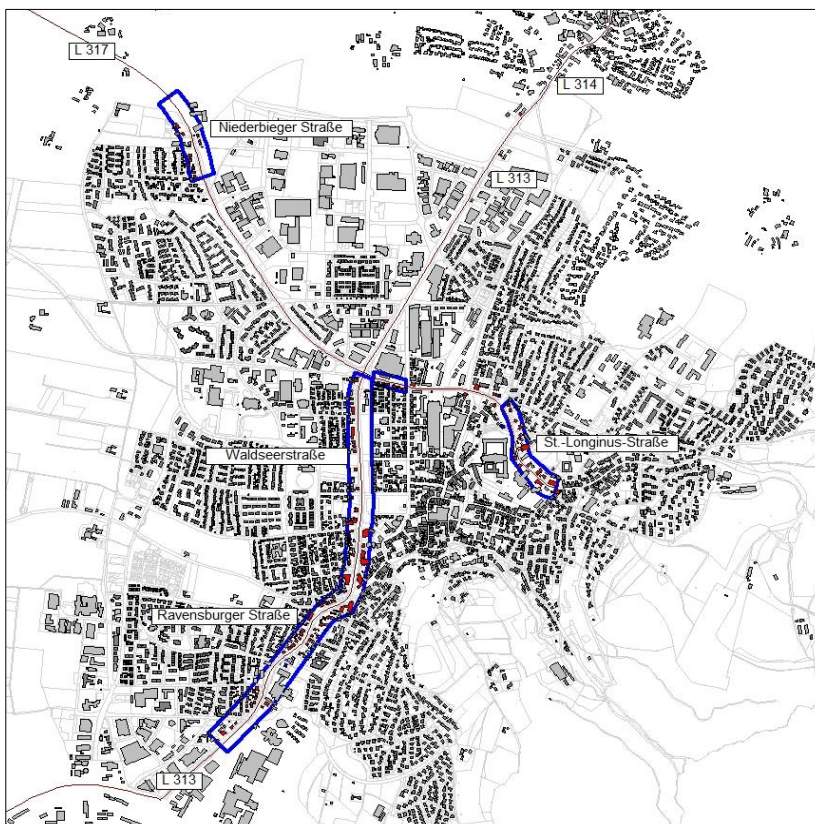 L 317
L 314
Niederbieger Straße
L 313
St.-Longinus-Straße
Waldseerstraße
Ravensburger Straße
L 313